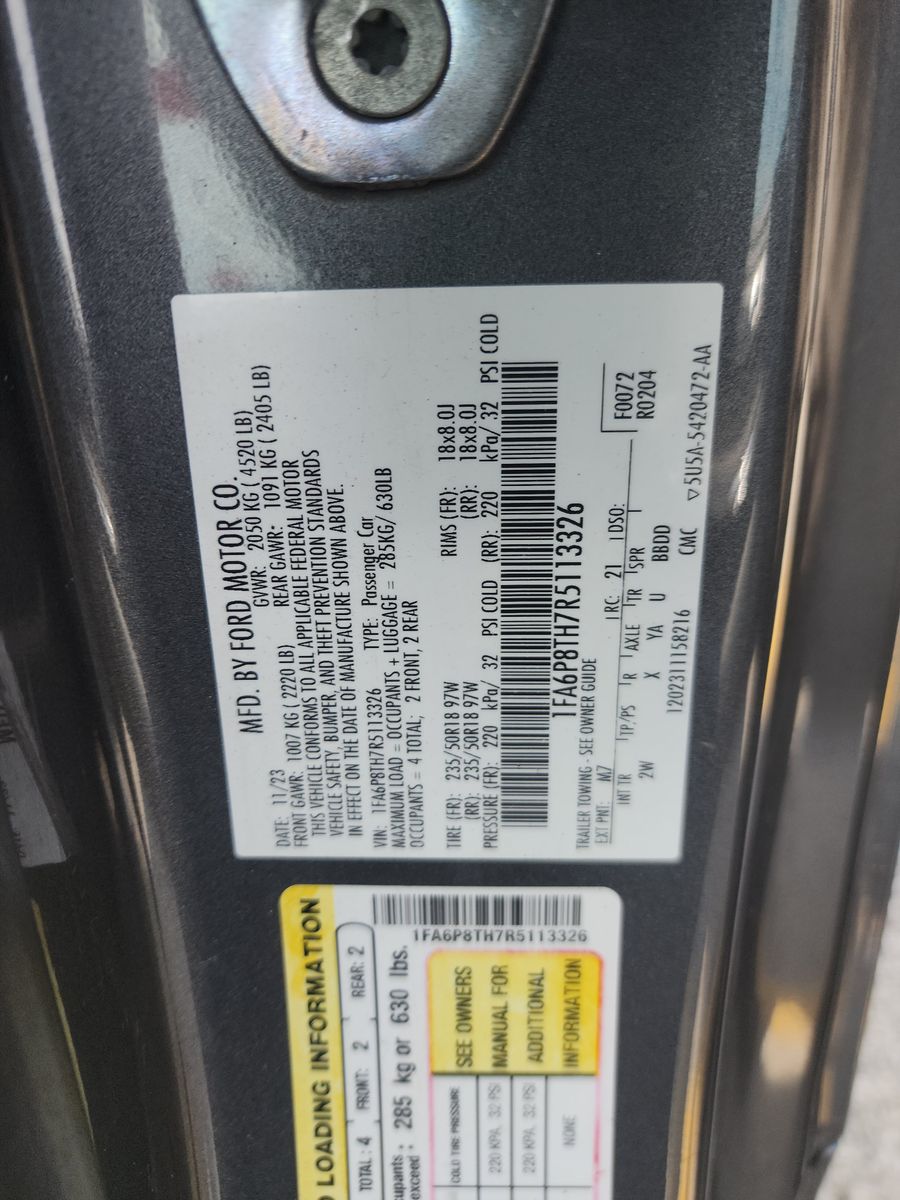 MFD. BY FORD MOTOR CO.
DATE: 11/23 GVWR: 2050 KG ( 4520 LB)
FRONT GAWR: 1007 KG ( 2220 LB) REAR GAWR: 1091 KG ( 2405 LB)
THIS VEHICLE CONFORMS TO ALL APPLICABLE FEDERAL MOTOR
VEHICLE SAFETY, BUMPER, AND THEFT PREVENTION STANDARDS
IN EFFECT ON THE DATE OF MANUFACTURE SHOWN ABOVE.
VIN: 1FA6P8TH7R5113326 TYPE: Passenger Car
MAXIMUM LOAD = OCCUPANTS + LUGGAGE = 285KG/ 630LB
OCCUPANTS = 4 TOTAL; 2 FRONT, 2 REAR
TIRE (FR): 235/50R18 97W RIMS (FR): 18x8.0J
(RR): 235/50R18 97W (RR): 18x8.0J
PRESSURE (FR): 220 kPa/ 32 PSI COLD (RR): 220 kPa/ 32 PSI COLD
1FA6P8TH7R5113326
TRAILER TOWING - SEE OWNER GUIDE
EXT PNT: M7 RC: 21 DSO: F0072
R0204
INT TR TP/PS R AXLE TR SPR
2W X YA U BBDD
120231115B216 CMC ▽5U5A-5420472-AA
LOADING INFORMATION
TOTAL: 4 FRONT: 2 REAR: 2
exceed : 285 kg or 630 lbs.
1FA6P8TH7R5113326
COLD TIRE PRESSURE
220 KPA, 32 PSI
220 KPA, 32 PSI
NONE
SEE OWNERS
MANUAL FOR
ADDITIONAL
INFORMATION